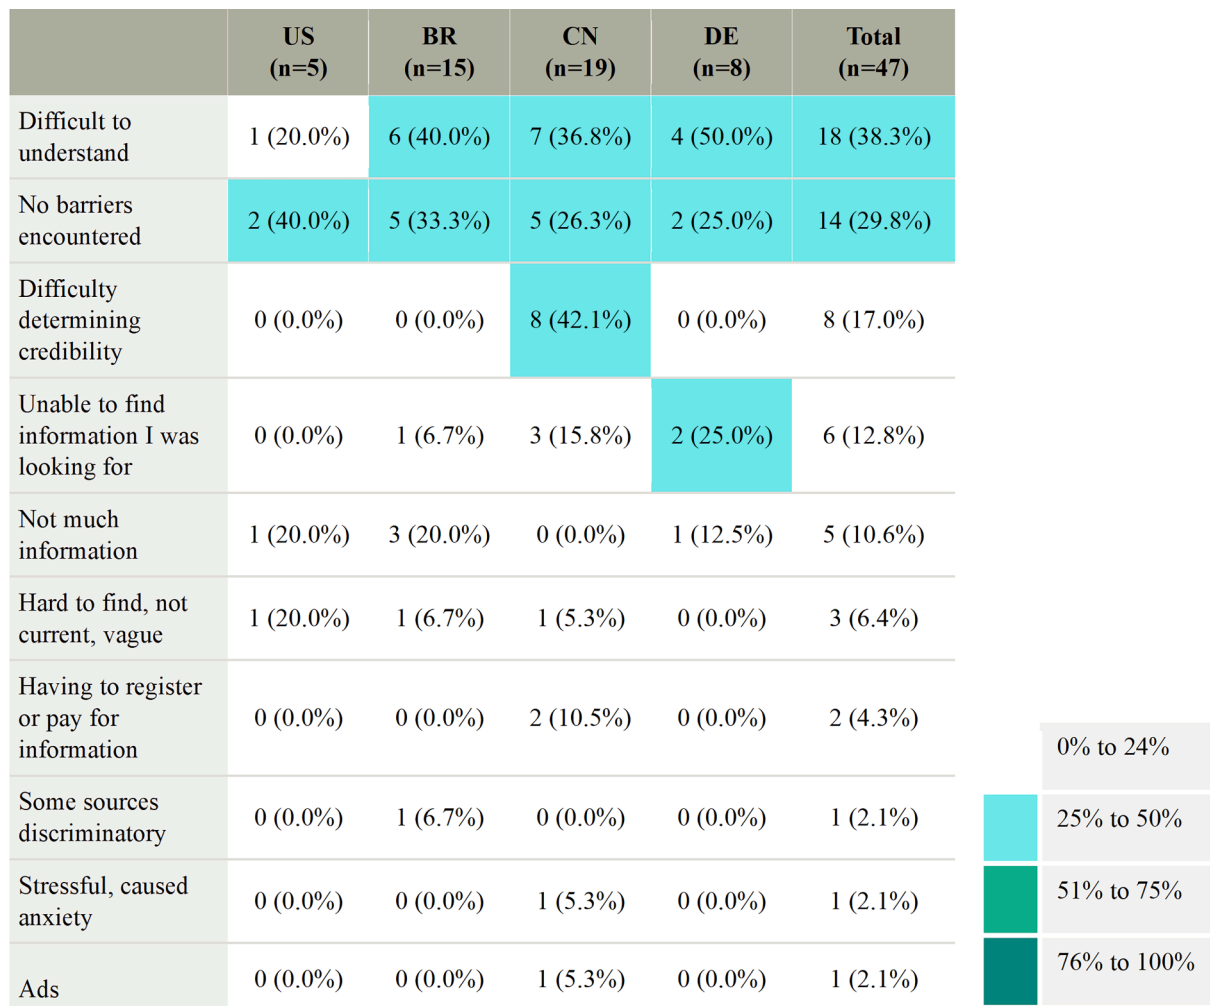 US BR CN DE Total
(n=5) (n=15) (n=19) (n=8) (n=47)
Difficult to
understand
1 (20.0%) 6 (40.0%) 7 (36.8%) 4 (50.0%) 18 (38.3%)
No barriers
encountered
2 (40.0%) 5 (33.3%) 5 (26.3%) 2 (25.0%) 14 (29.8%)
Difficulty
determining
credibility
0 (0.0%) 0 (0.0%) 8 (42.1%) 0 (0.0%) 8 (17.0%)
Unable to find
information I was
looking for
0 (0.0%) 1 (6.7%) 3 (15.8%) 2 (25.0%) 6 (12.8%)
Not much
information
1 (20.0%) 3 (20.0%) 0 (0.0%) 1 (12.5%) 5 (10.6%)
Hard to find, not
current, vague
1 (20.0%) 1 (6.7%) 1 (5.3%) 0 (0.0%) 3 (6.4%)
Having to register
or pay for
information
0 (0.0%) 0 (0.0%) 2 (10.5%) 0 (0.0%) 2 (4.3%)
Some sources
discriminatory
0 (0.0%) 1 (6.7%) 0 (0.0%) 0 (0.0%) 1 (2.1%)
Stressful, caused
anxiety
0 (0.0%) 0 (0.0%) 1 (5.3%) 0 (0.0%) 1 (2.1%)
Ads
0 (0.0%) 0 (0.0%) 1 (5.3%) 0 (0.0%) 1 (2.1%)
0% to 24%
25% to 50%
51% to 75%
76% to 100%